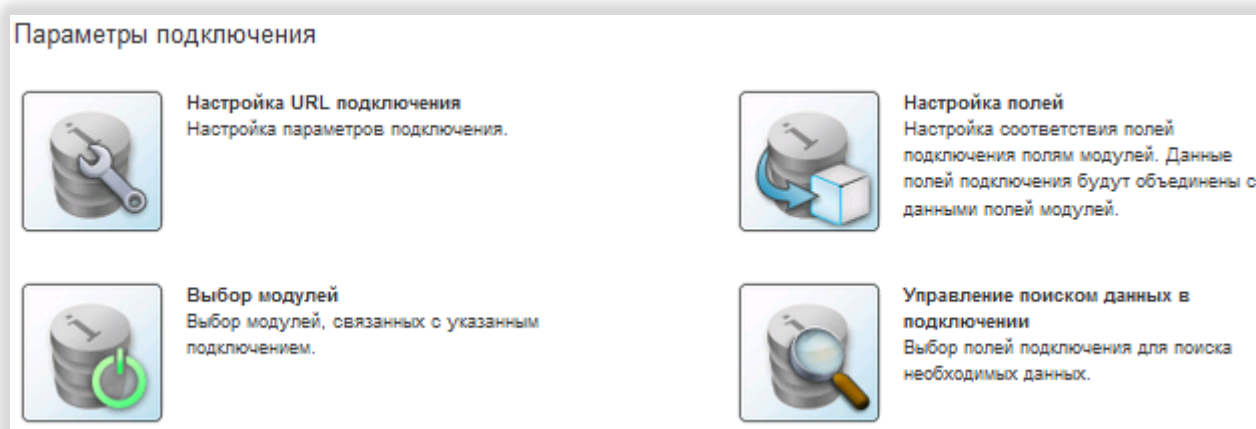 Параметры подключения
Настройка URL подключения
Настройка параметров подключения.
Настройка полей
Настройка соответствия полей
подключения полям модулей. Данные
полей подключения будут объединены с
данными полей модулей.
Выбор модулей
Выбор модулей, связанных с указанным
подключением.
Управление поиском данных в
подключении
Выбор полей подключения для поиска
необходимых данных.